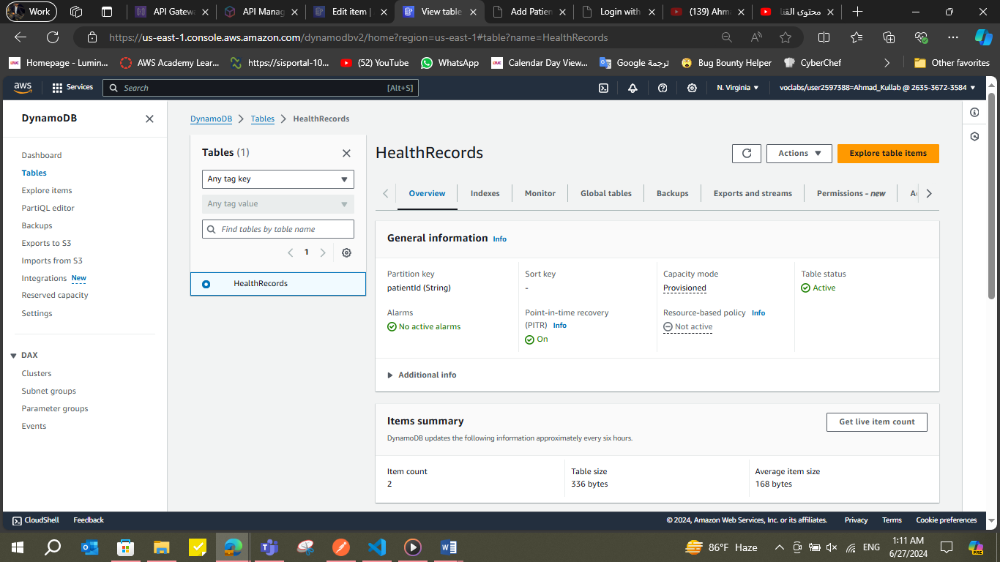 Work
API Gatew
API Manag
Edit item |
View table
Add Patien
Login with
(139) Ahma
محتوى القنا
https://us-east-1.console.aws.amazon.com/dynamodbv2/home?region=us-east-1#table?name=HealthRecords
Homepage - Lumin...
AWS Academy Lear...
https://sisportal-10...
(52) YouTube
WhatsApp
Calendar Day View...
ترجمة Google
Bug Bounty Helper
CyberChef
Other favorites
aws
Services
Search
[Alt+S]
N. Virginia
voclabs/user2597388=Ahmad_Kullab @ 2635-3672-3584
DynamoDB
Dashboard
Tables
Explore items
PartiQL editor
Backups
Exports to S3
Imports from S3
Integrations New
Reserved capacity
Settings
DAX
Clusters
Subnet groups
Parameter groups
Events
DynamoDB
Tables
HealthRecords
Tables (1)
Any tag key
Any tag value
Find tables by table name
1
HealthRecords
HealthRecords
Actions
Explore table items
Overview
Indexes
Monitor
Global tables
Backups
Exports and streams
Permissions - new
General information Info
Partition key
patientId (String)
Sort key
-
Capacity mode
Provisioned
Table status
Active
Alarms
No active alarms
Point-in-time recovery
(PITR) Info
On
Resource-based policy Info
Not active
Additional info
Items summary
Get live item count
DynamoDB updates the following information approximately every six hours.
Item count
2
Table size
336 bytes
Average item size
168 bytes
CloudShell
Feedback
© 2024, Amazon Web Services, Inc. or its affiliates.
Privacy
Terms
Cookie preferences
86°F Haze
ENG
1:11 AM
6/27/2024